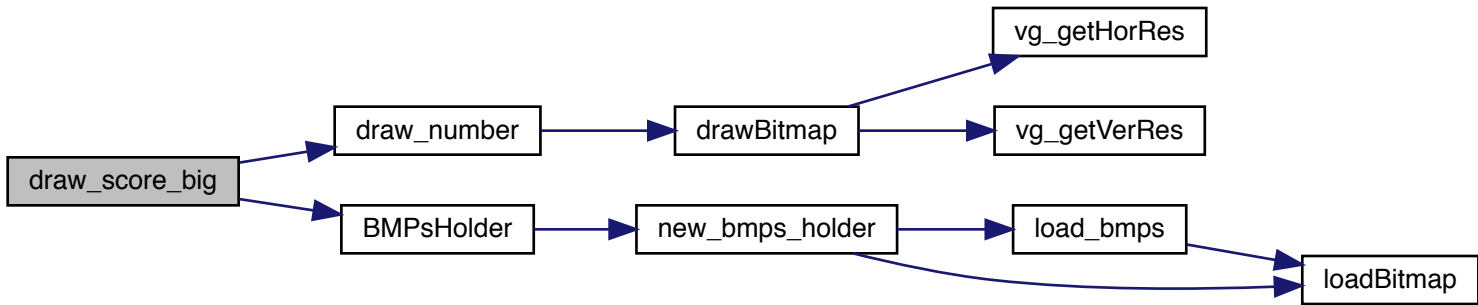 vg_getHorRes
draw_number
drawBitmap
vg_getVerRes
draw_score_big
BMPsHolder
new_bmps_holder
load_bmps
loadBitmap